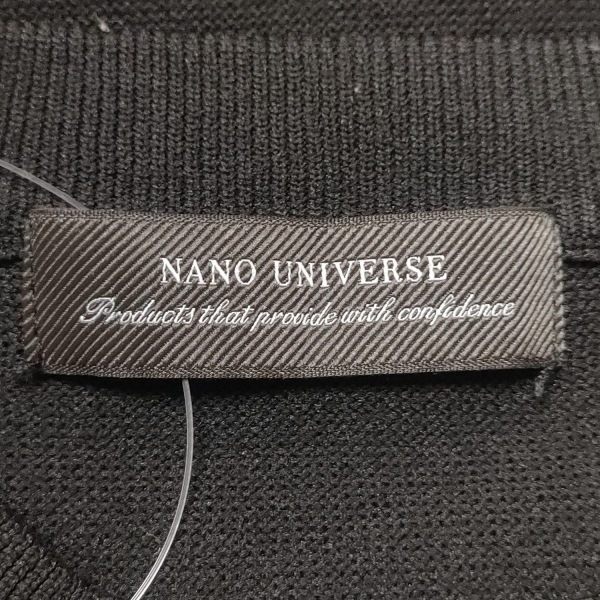 NANO UNIVERSE
Products that provide with confidence